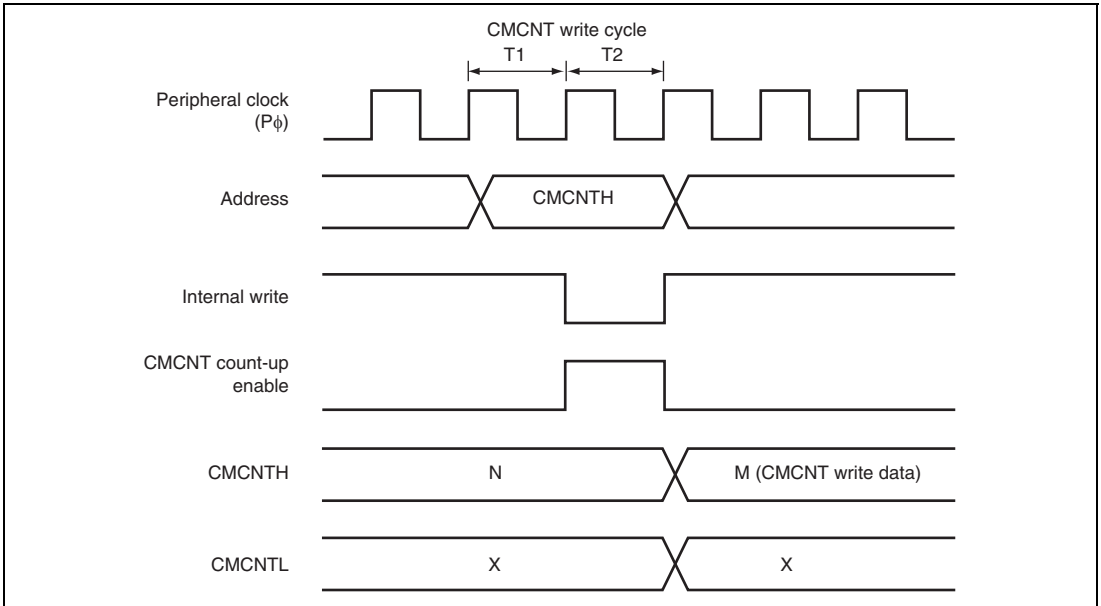 CMCNT write cycle
T1 T2
Peripheral clock
(Pϕ)
Address CMCNTH
Internal write
CMCNT count-up
enable
CMCNTH N M (CMCNT write data)
CMCNTL X X